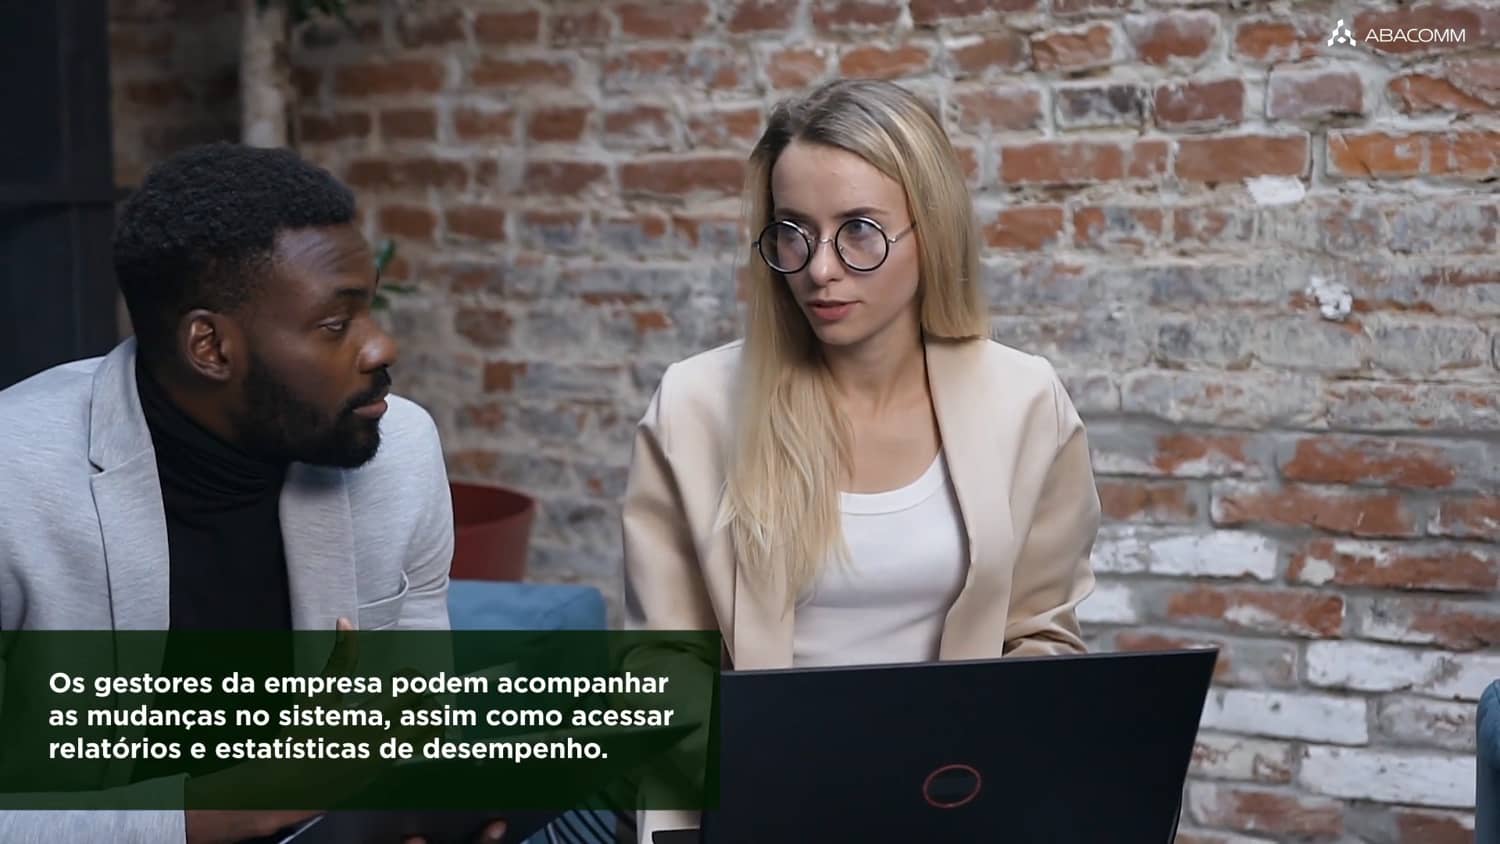 ABACOMM
Os gestores da empresa podem acompanhar
as mudanças no sistema, assim como acessar
relatórios e estatísticas de desempenho.